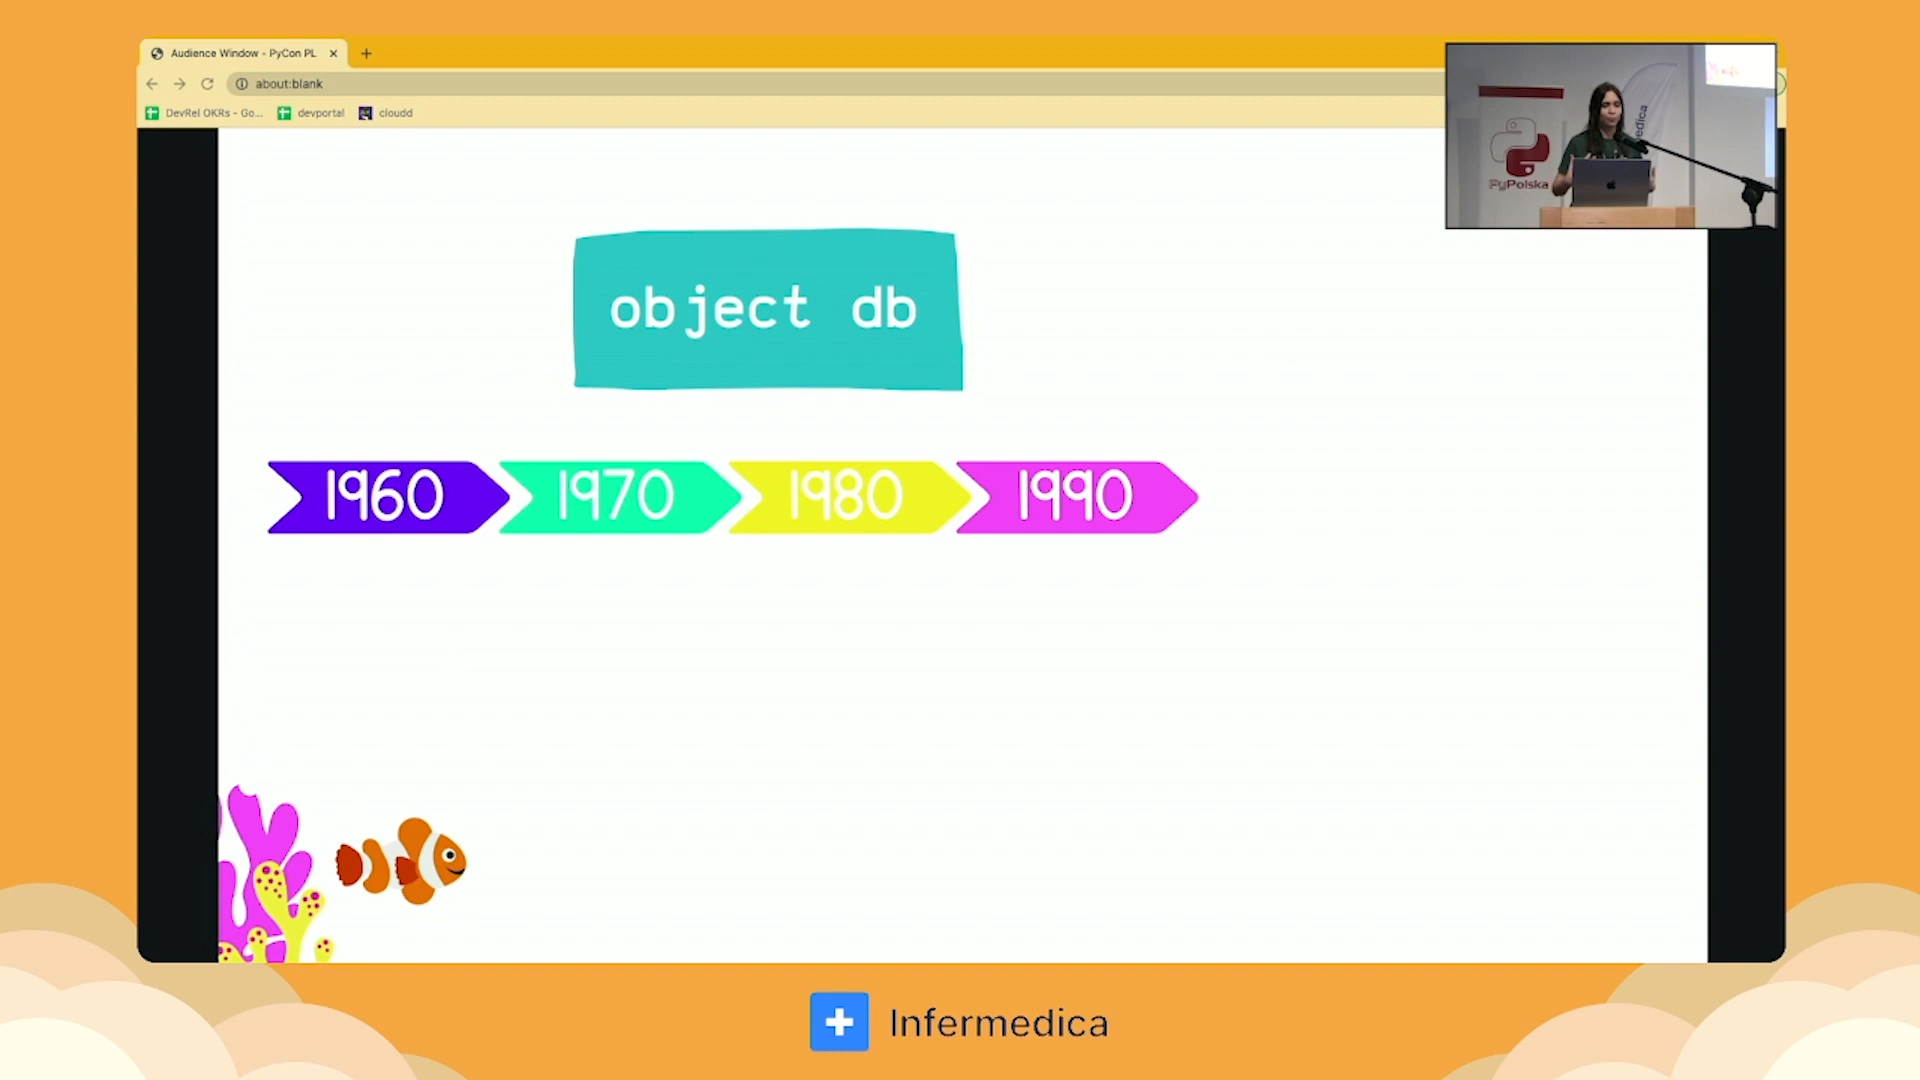 Audience Window - PyCon PL
about:blank
DevRel OKRs - Go...
devportal
cloudd
edica
PyPolska
object db
1960
1970
1980
1990
Infermedica